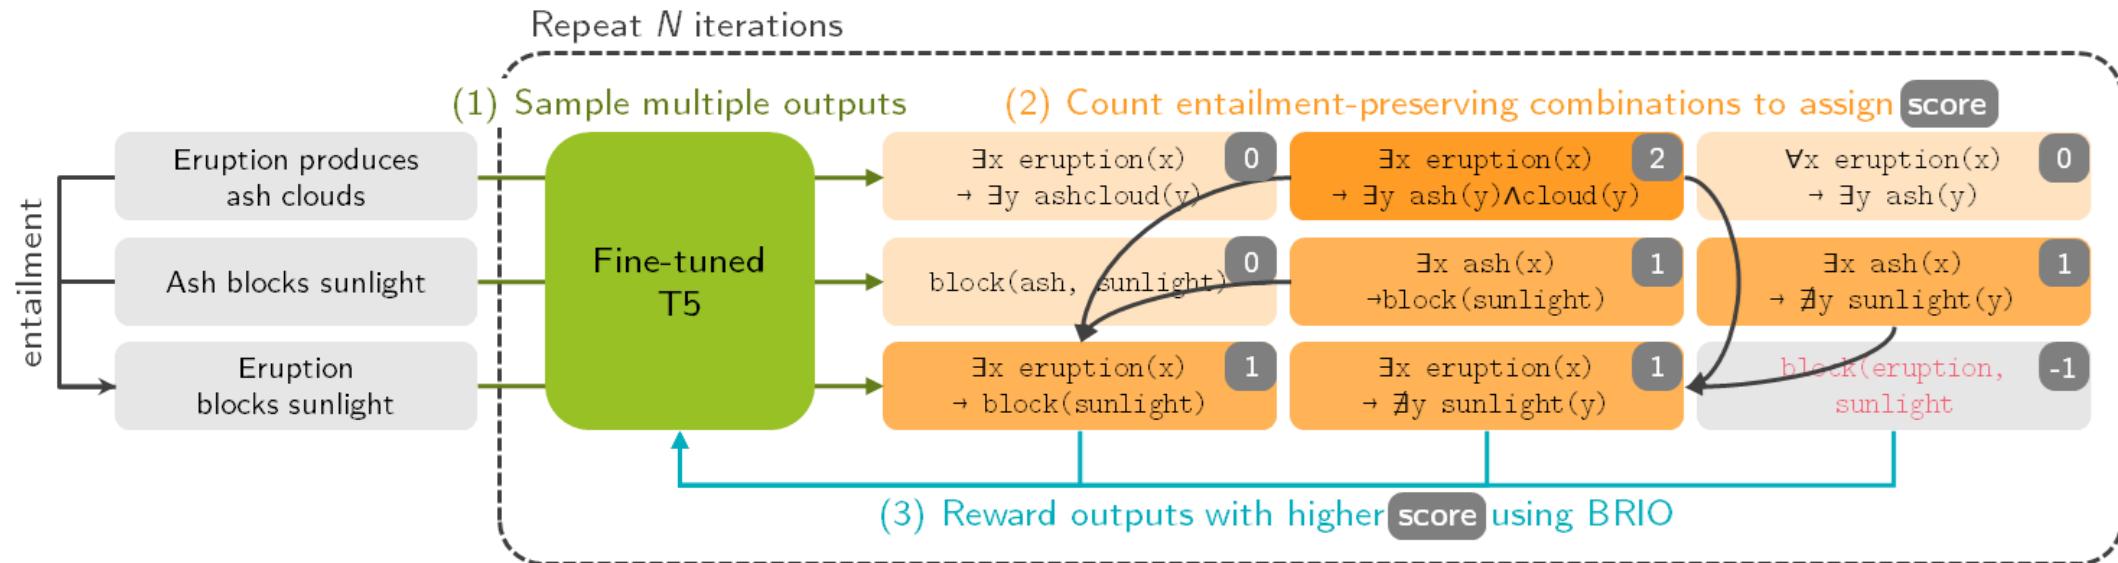 Repeat N iterations
(1) Sample multiple outputs
(2) Count entailment-preserving combinations to assign score
entailment
Eruption produces
ash clouds
Ash blocks sunlight
Eruption
blocks sunlight
Fine-tuned
T5
∃x eruption(x)
→ ∃y ashcloud(y)
0
∃x eruption(x)
→ ∃y ash(y)∧cloud(y)
2
∀x eruption(x)
→ ∃y ash(y)
0
block(ash, sunlight)
0
∃x ash(x)
→block(sunlight)
1
∃x ash(x)
→ ∄y sunlight(y)
1
∃x eruption(x)
→ block(sunlight)
1
∃x eruption(x)
→ ∄y sunlight(y)
1
block(eruption,
sunlight
-1
(3) Reward outputs with higher score using BRIO